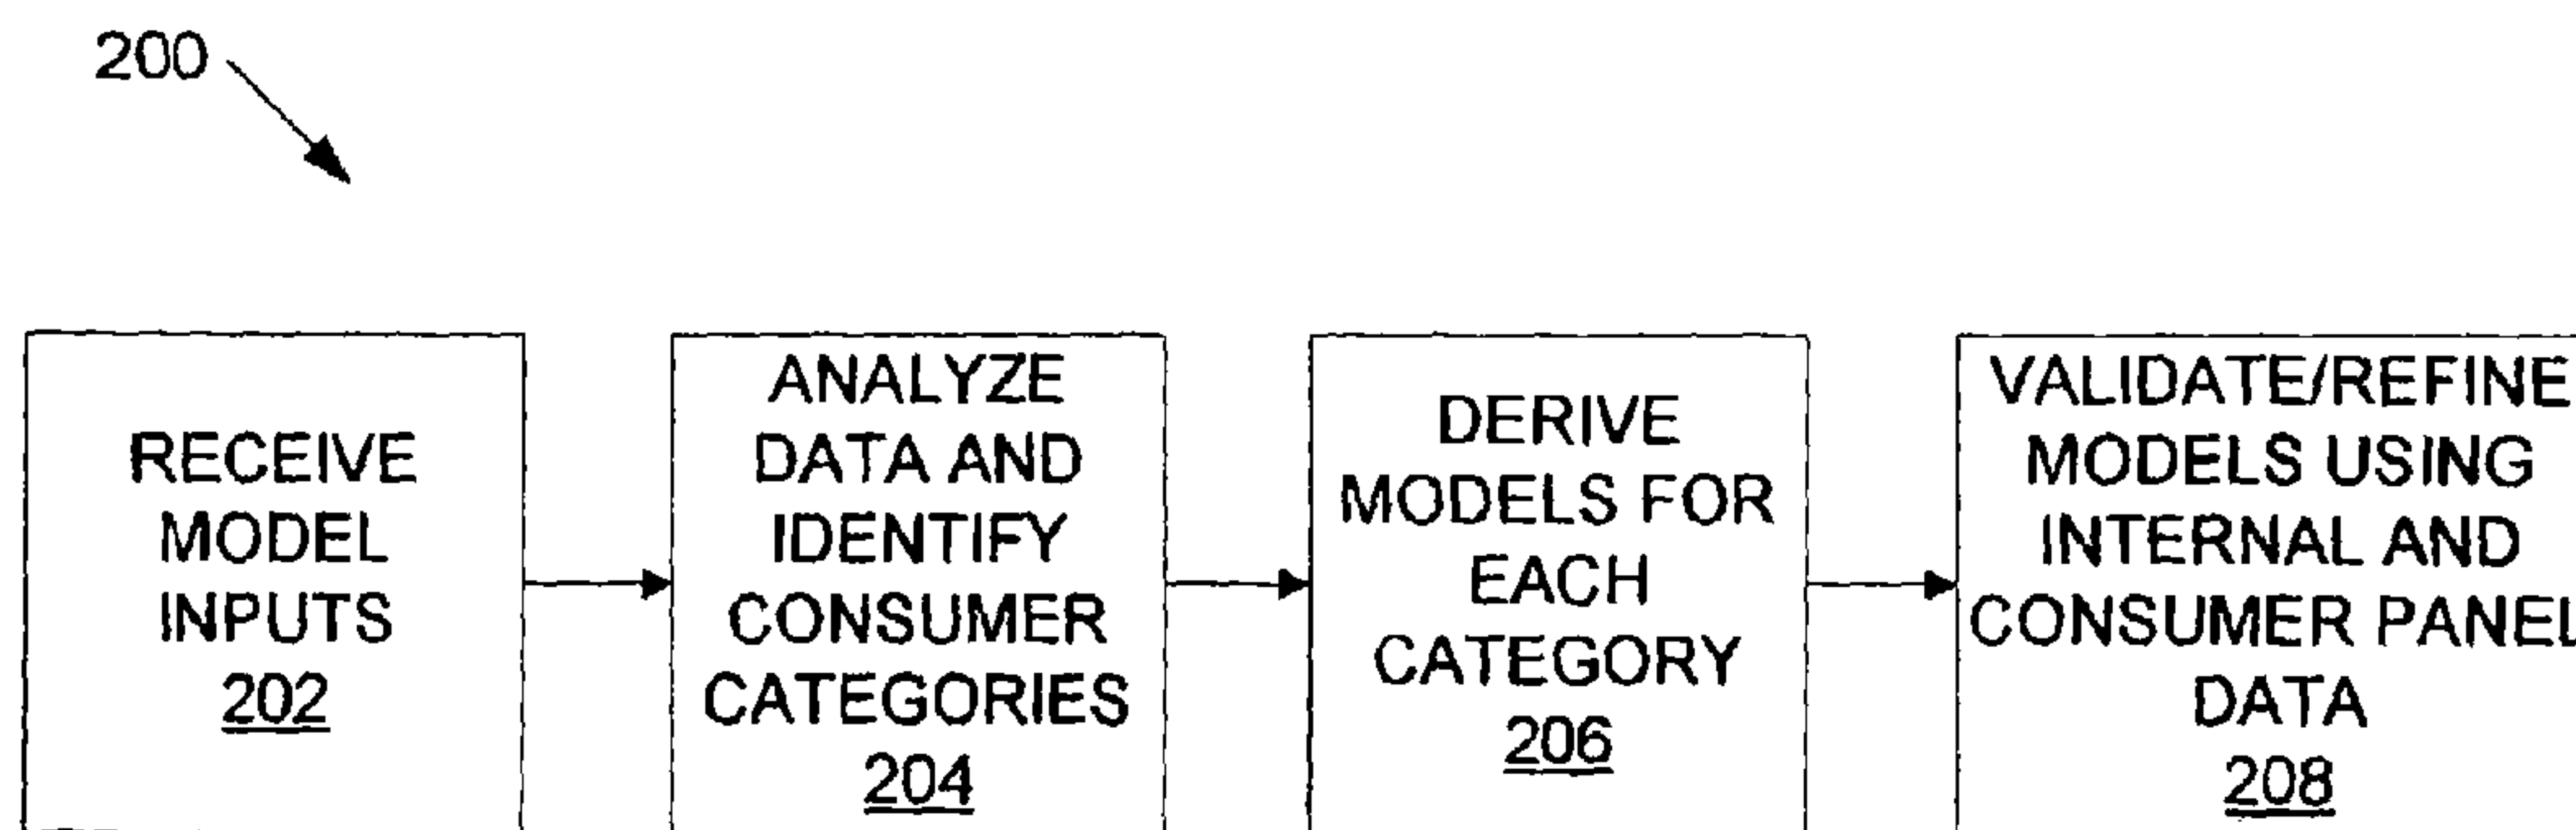 200
RECEIVE
MODEL
INPUTS
202
ANALYZE
DATA AND
IDENTIFY
CONSUMER
CATEGORIES
204
DERIVE
MODELS FOR
EACH
CATEGORY
206
VALIDATE/REFINE
MODELS USING
INTERNAL AND
CONSUMER PANEL
DATA
208